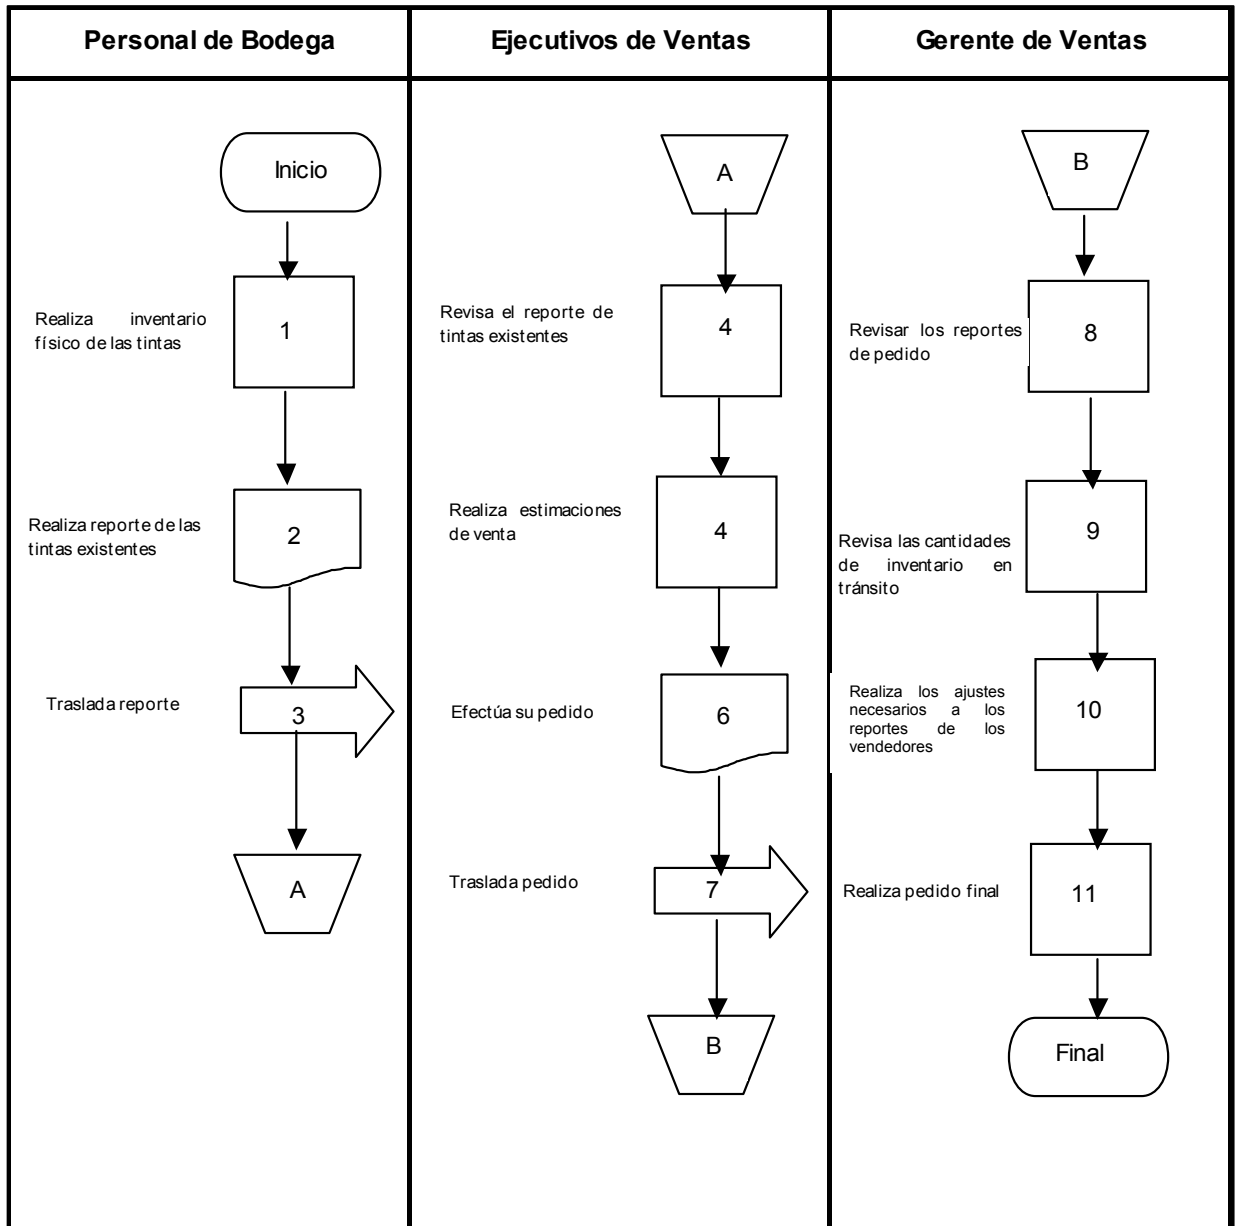 Personal de Bodega
Ejecutivos de Ventas
Gerente de Ventas
Inicio
Realiza inventario
físico de las tintas
1
Realiza reporte de las
tintas existentes
2
Traslada reporte
3
A
A
Revisa el reporte de
tintas existentes
4
Realiza estimaciones
de venta
4
Efectúa su pedido
6
Traslada pedido
7
B
B
Revisar los reportes
de pedido
8
Revisa las cantidades
de inventario en
tránsito
9
Realiza los ajustes
necesarios a los
reportes de los
vendedores
10
Realiza pedido final
11
Final